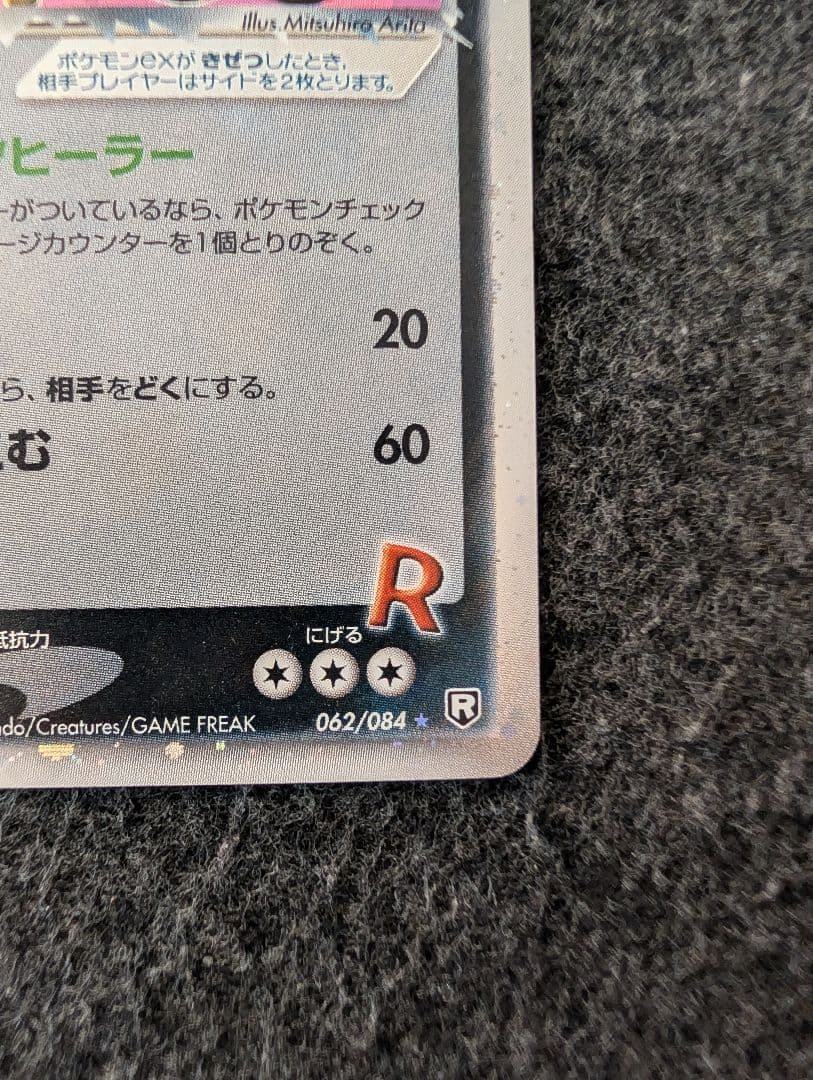 Illus. Mitsuhiro Arita
ポケモンexが きぜつしたとき、
相手プレイヤーはサイドを2枚とります。
ヒーラー
ーがついているなら、ポケモンチェック
ージカウンターを1個とりのぞく。
20
ら、相手をどくにする。
こむ 60
R
抵抗力 にげる
ndo/Creatures/GAME FREAK 062/084 ★ R